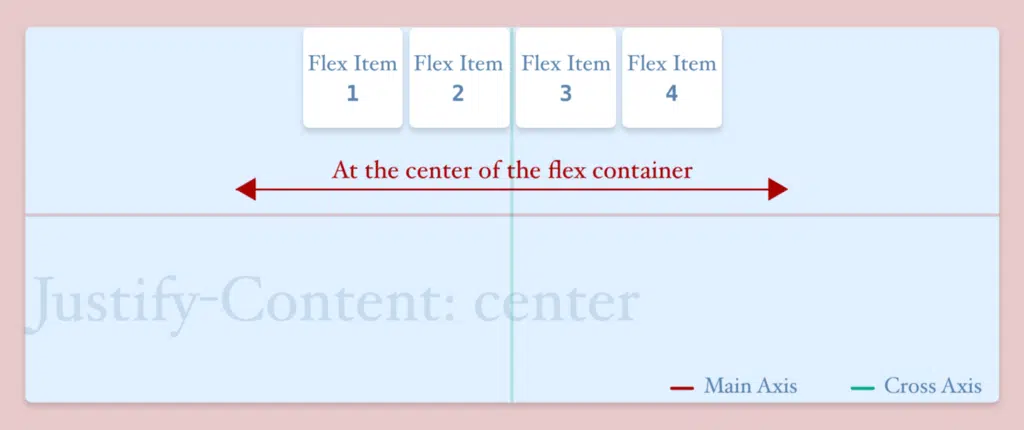 Flex Item
1
Flex Item
2
Flex Item
3
Flex Item
4
At the center of the flex container
Justify-Content: center
Main Axis
Cross Axis